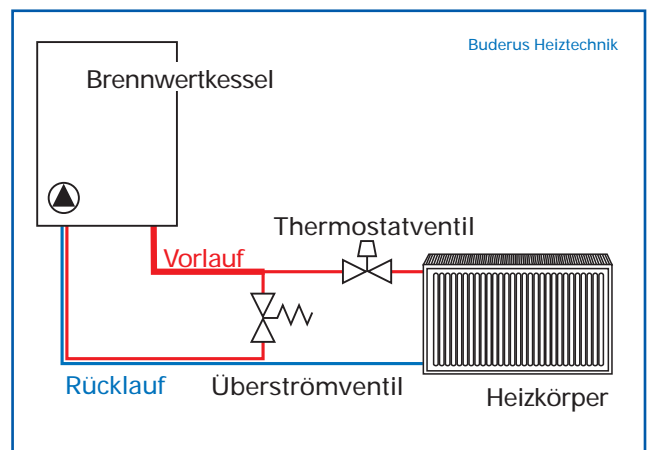 Buderus Heiztechnik
Brennwertkessel
Thermostatventil
Vorlauf
Rücklauf
Überströmventil
Heizkörper